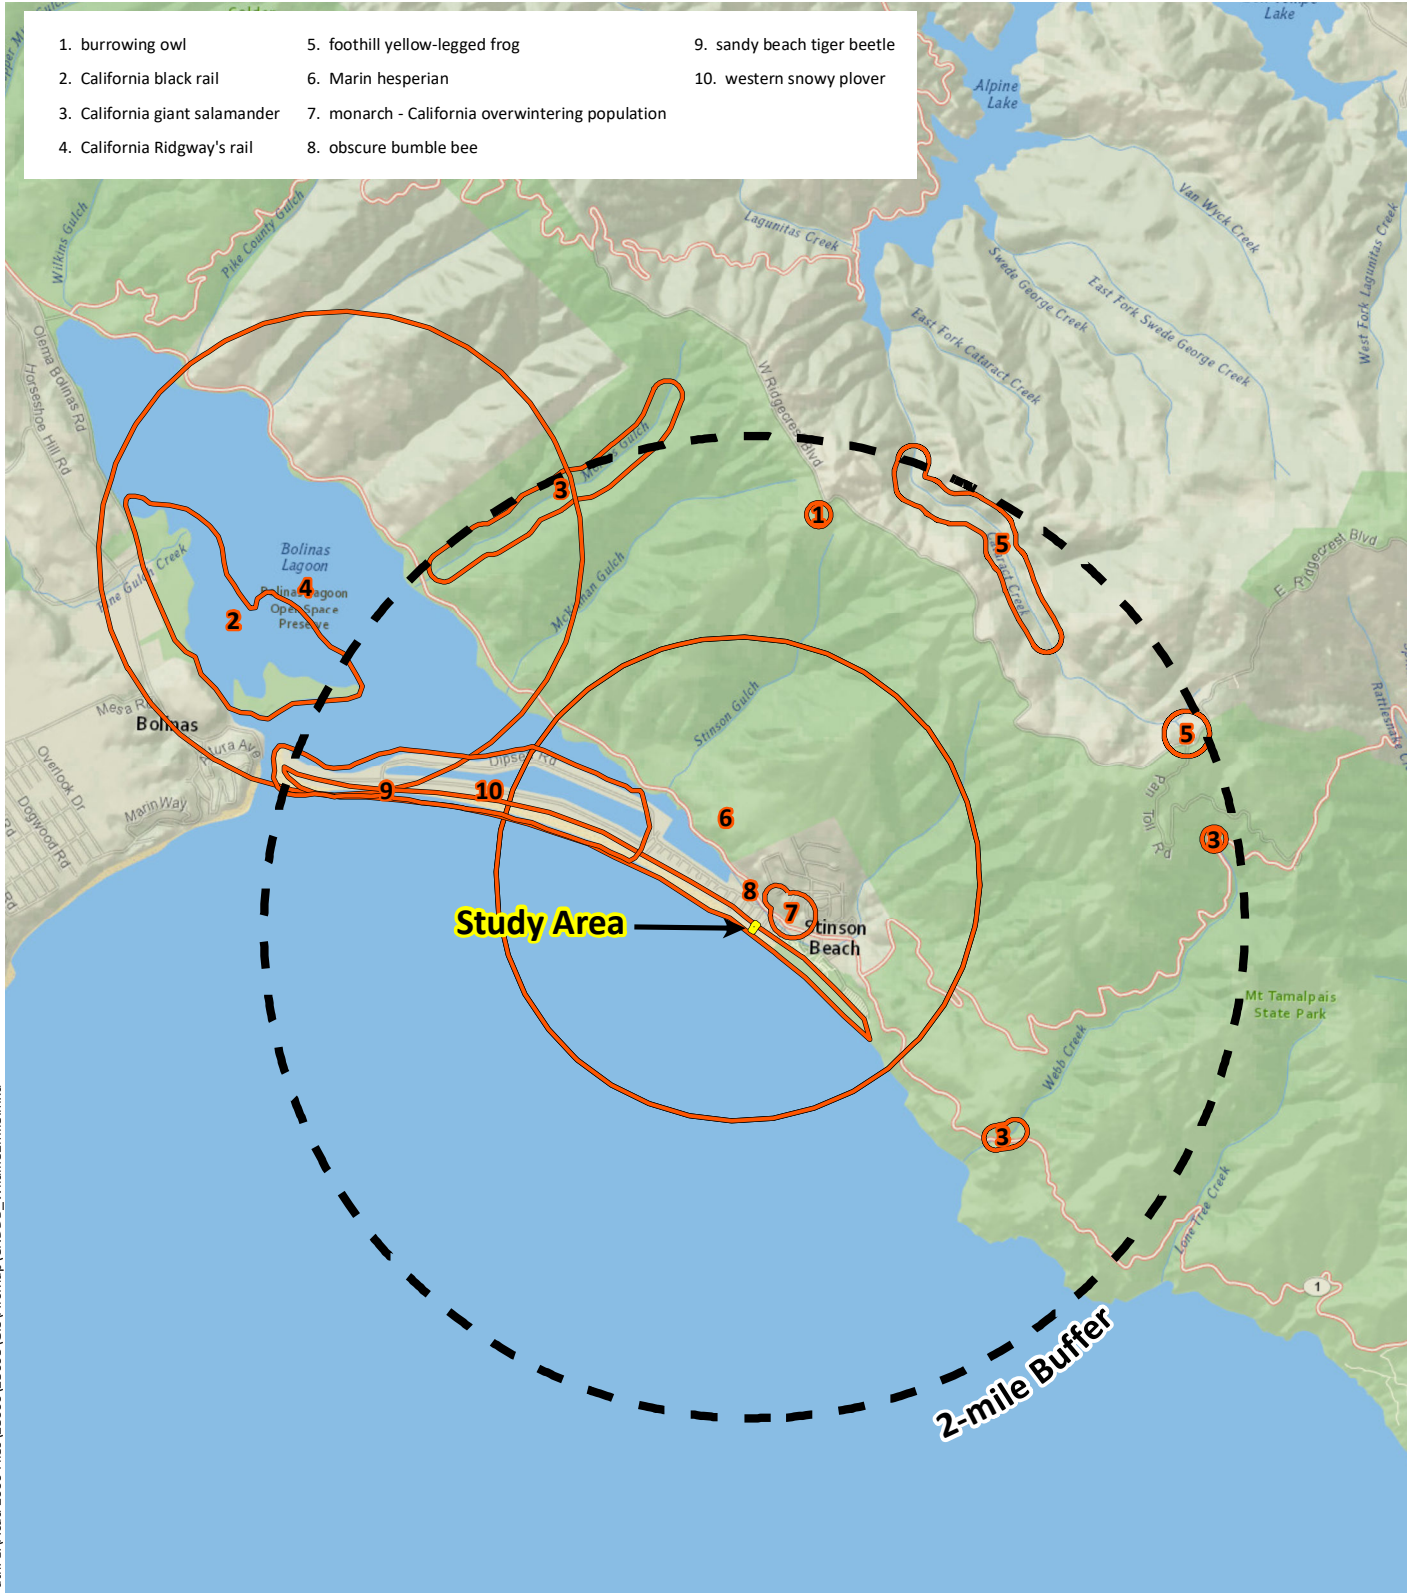 1. burrowing owl
2. California black rail
3. California giant salamander
4. California Ridgway's rail
5. foothill yellow-legged frog
6. Marin hesperian
7. monarch - California overwintering population
8. obscure bumble bee
9. sandy beach tiger beetle
10. western snowy plover
Lake
Alpine
Lake
Wilkins Gulch
Pike County Gulch
Lagunitas Creek
Van Wyck Creek
West Fork Lagunitas Creek
Swede George Creek
East Fork Swede George Creek
East Fork Cataract Creek
Olema Bolinas Rd
Horseshoe Hill Rd
W Ridgecrest Blvd
E Ridgecrest Blvd
3
1
5
Cataract Creek
Bolinas
Lagoon
4
Bolinas Lagoon
Open Space
Preserve
2
Pine Gulch Creek
McKinnan Gulch
Stinson Gulch
Mesa Rd
Bolinas
Overlook Dr
Dogwood Rd
Rd
Rd
Marin Way
Dipsea Rd
9
10
6
8
7
Stinson
Beach
Study Area
5
Pan Toll Rd
3
Mt Tamalpais
State Park
Webb Creek
3
Lone Tree Creek
1
2-mile Buffer